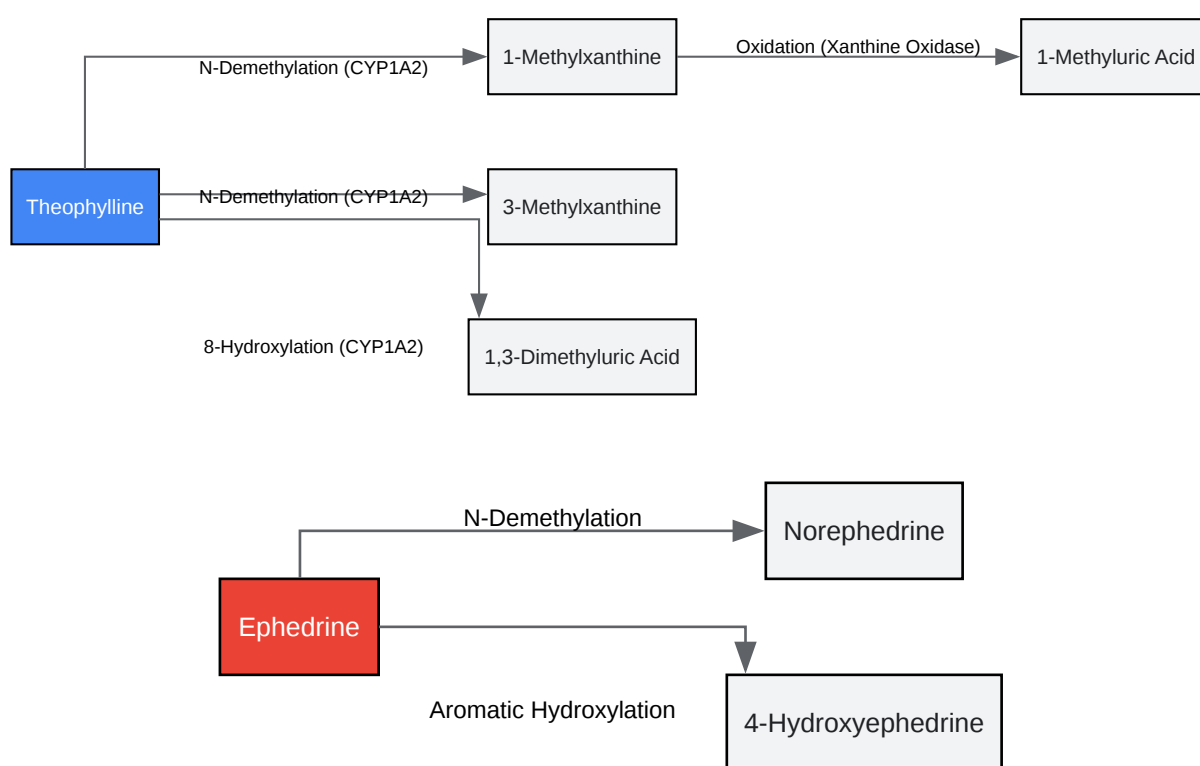 N-Demethylation (CYP1A2)
1-Methylxanthine
Oxidation (Xanthine Oxidase)
1-Methyluric Acid
Theophylline
N-Demethylation (CYP1A2)
3-Methylxanthine
8-Hydroxylation (CYP1A2)
1,3-Dimethyluric Acid
N-Demethylation
Norephedrine
Ephedrine
Aromatic Hydroxylation
4-Hydroxyephedrine